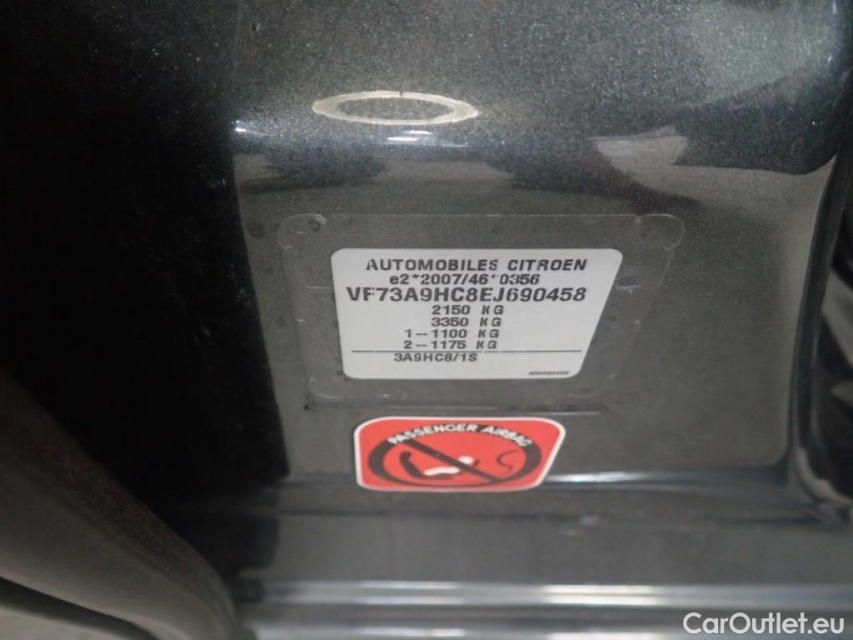 AUTOMOBILES CITROEN
e2*2007/46*0356
VF73A9HC8EJ690458
2150 KG
3350 KG
1-1100 KG
2-1175 KG
3A9HC8/1S
PASSENGER AIRBAG
CarOutlet.eu